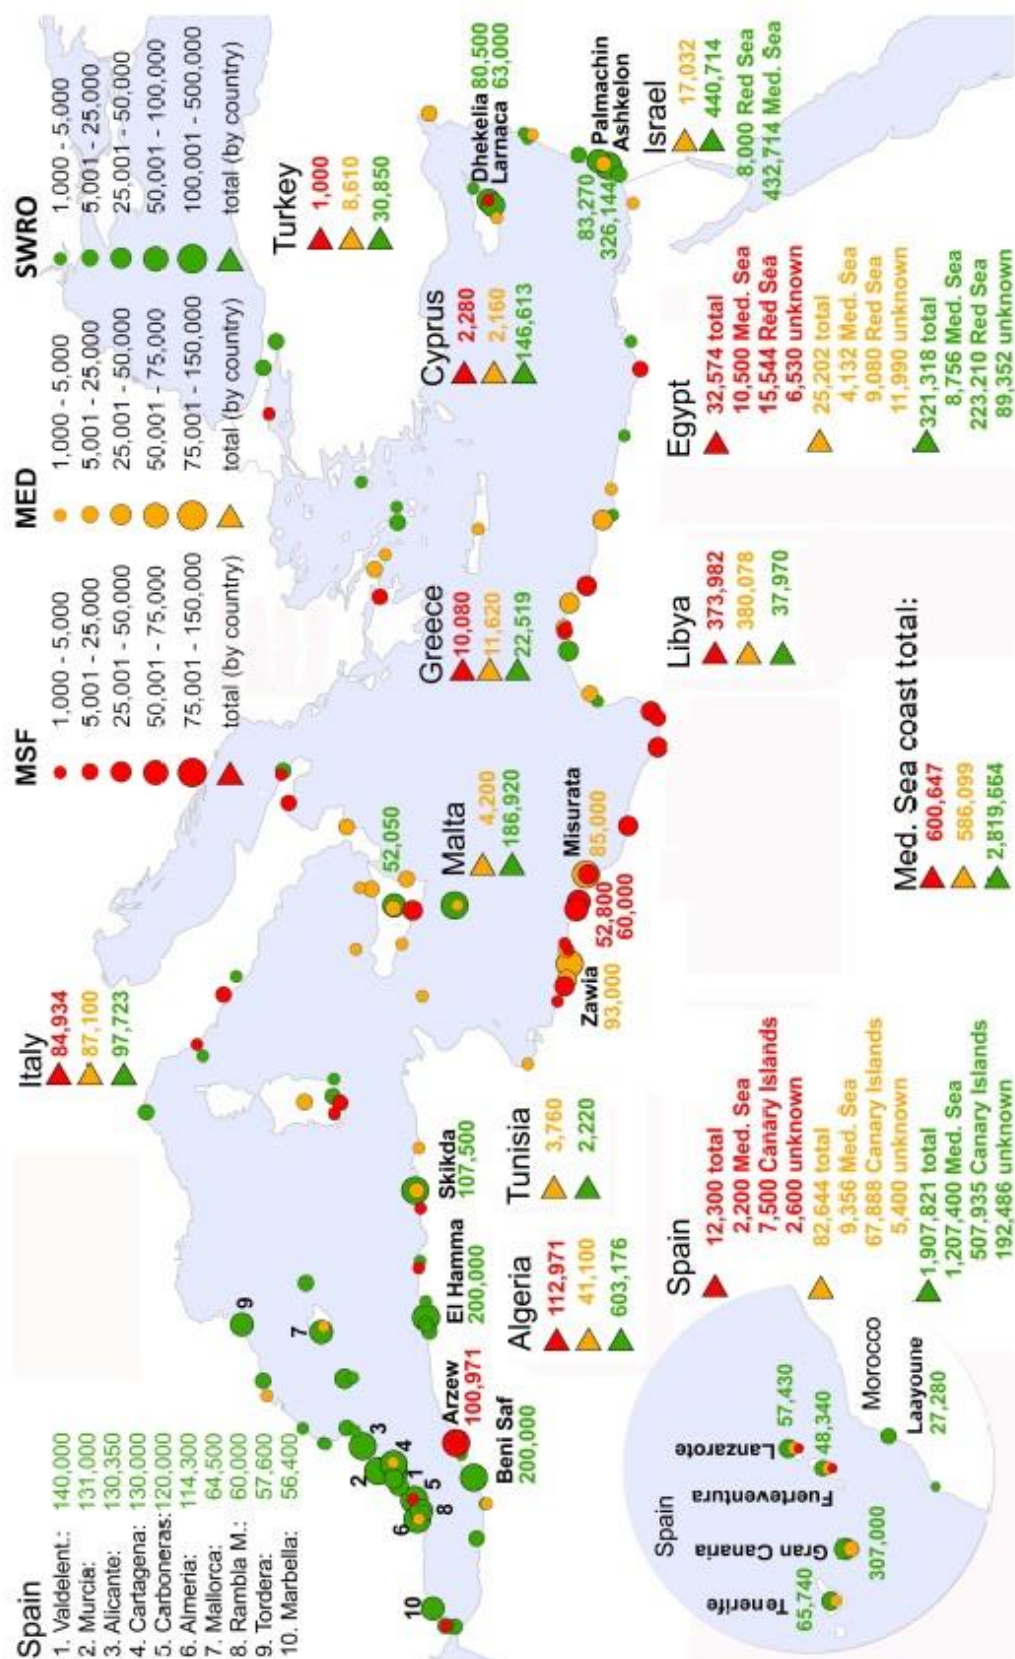 Spain
1. Valdelent.: 140,000
2. Murcia: 131,000
3. Alicante: 130,350
4. Cartagena: 130,000
5. Carboneras: 120,000
6. Almeria: 114,300
7. Mallorca: 64,500
8. Rambla M.: 60,000
9. Tordera: 57,600
10. Marbella: 56,400
MSF
1,000 - 5,000
5,001 - 25,000
25,001 - 50,000
50,001 - 75,000
75,001 - 150,000
total (by country)
MED
1,000 - 5,000
5,001 - 25,000
25,001 - 50,000
50,001 - 75,000
75,001 - 150,000
total (by country)
SWRO
1,000 - 5,000
5,001 - 25,000
25,001 - 50,000
50,001 - 100,000
100,001 - 500,000
total (by country)
Italy
84,934
87,100
97,723
Turkey
1,000
8,610
30,850
Greece
10,080
11,620
22,519
Cyprus
2,280
2,160
146,613
Dhekelia 80,500
Larnaca 63,000
52,050
Malta
4,200
186,920
83,270
326,144
Palmachin
Ashkelon
Israel
17,032
440,714
8,000 Red Sea
432,714 Med. Sea
9
7
3
2
4
1
5
6
8
10
Arzew
100,971
Beni Saf
200,000
El Hamma
200,000
Skikda
107,500
Algeria
112,971
41,100
603,176
Tunisia
3,760
2,220
Zawia
93,000
52,800
60,000
Misurata
85,000
Libya
373,982
380,078
37,970
Egypt
32,574 total
10,500 Med. Sea
15,544 Red Sea
6,530 unknown
25,202 total
4,132 Med. Sea
9,080 Red Sea
11,990 unknown
321,318 total
8,756 Med. Sea
223,210 Red Sea
89,352 unknown
Spain
12,300 total
2,200 Med. Sea
7,500 Canary Islands
2,600 unknown
82,644 total
9,356 Med. Sea
67,888 Canary Islands
5,400 unknown
1,907,821 total
1,207,400 Med. Sea
507,935 Canary Islands
192,486 unknown
Med. Sea coast total:
600,647
586,099
2,819,664
Spain
Tenerife
65,740
Gran Canaria
307,000
Fuerteventura
48,340
Lanzarote
57,430
Morocco
Laayoune
27,280